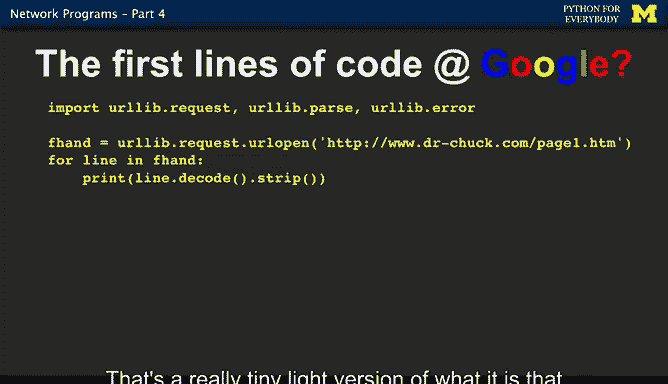 Network Programs - Part 4
PYTHON FOR
EVERYBODY
M
The first lines of code @ Google?
import urllib.request, urllib.parse, urllib.error
fhand = urllib.request.urlopen('http://www.dr-chuck.com/page1.htm')
for line in fhand:
    print(line.decode().strip())
That's a really tiny light version of what it is that